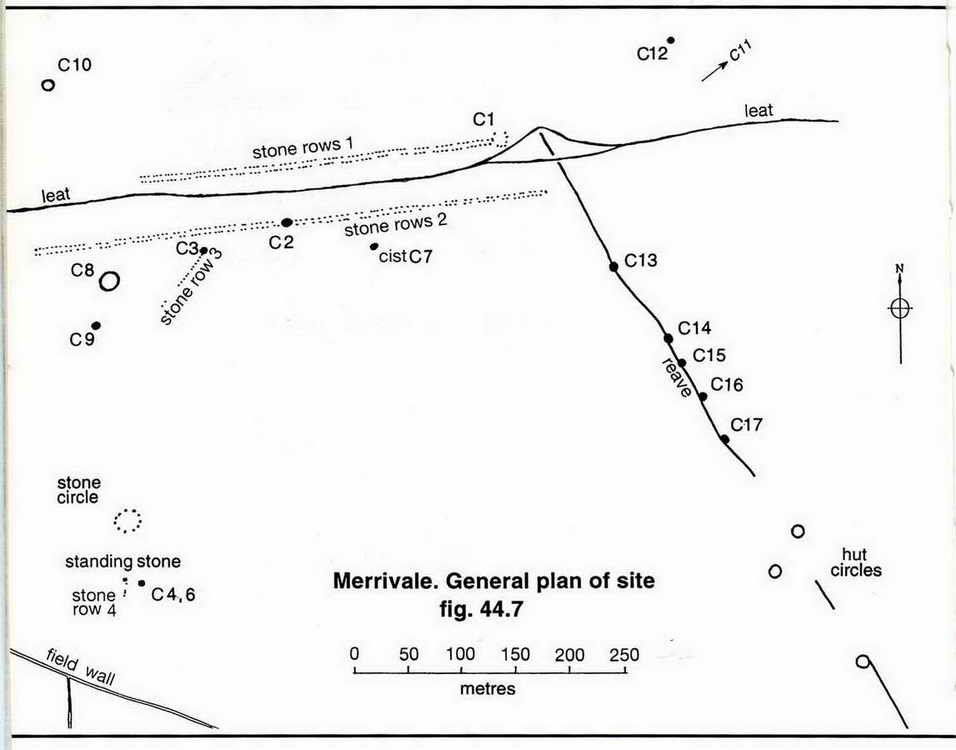 C10
C12
C11
C1
leat
stone rows 1
leat
stone rows 2
C3
C2
cist C7
C8
stone row 3
C9
C13
N
C14
C15
reave
C16
C17
stone
circle
standing stone
stone
row 4
C4,6
hut
circles
Merrivale. General plan of site
fig. 44.7
0 50 100 150 200 250
metres
field wall